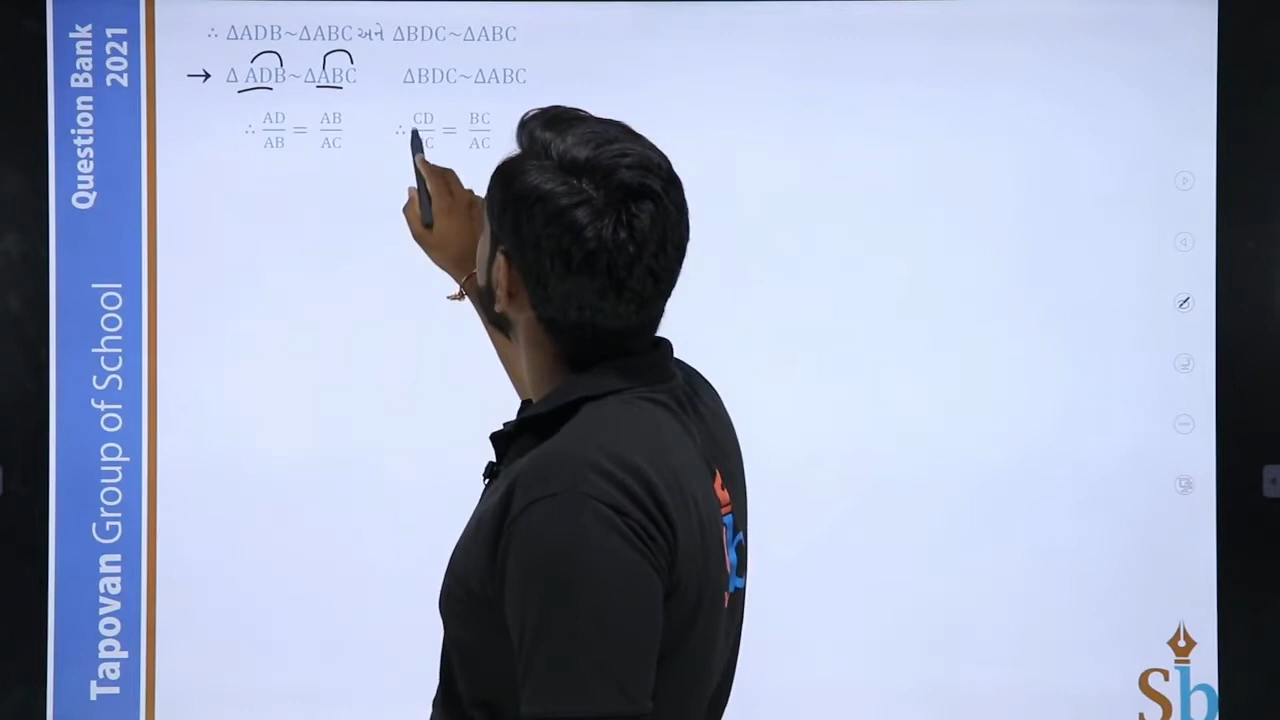 ∴ ΔADB~ΔABC અને ΔBDC~ΔABC
→ Δ ADB~ΔABC ΔBDC~ΔABC
∴ AD/AB = AB/AC ∴ CD/ C = BC/AC
Question Bank
2021
Tapovan Group of School
Sb